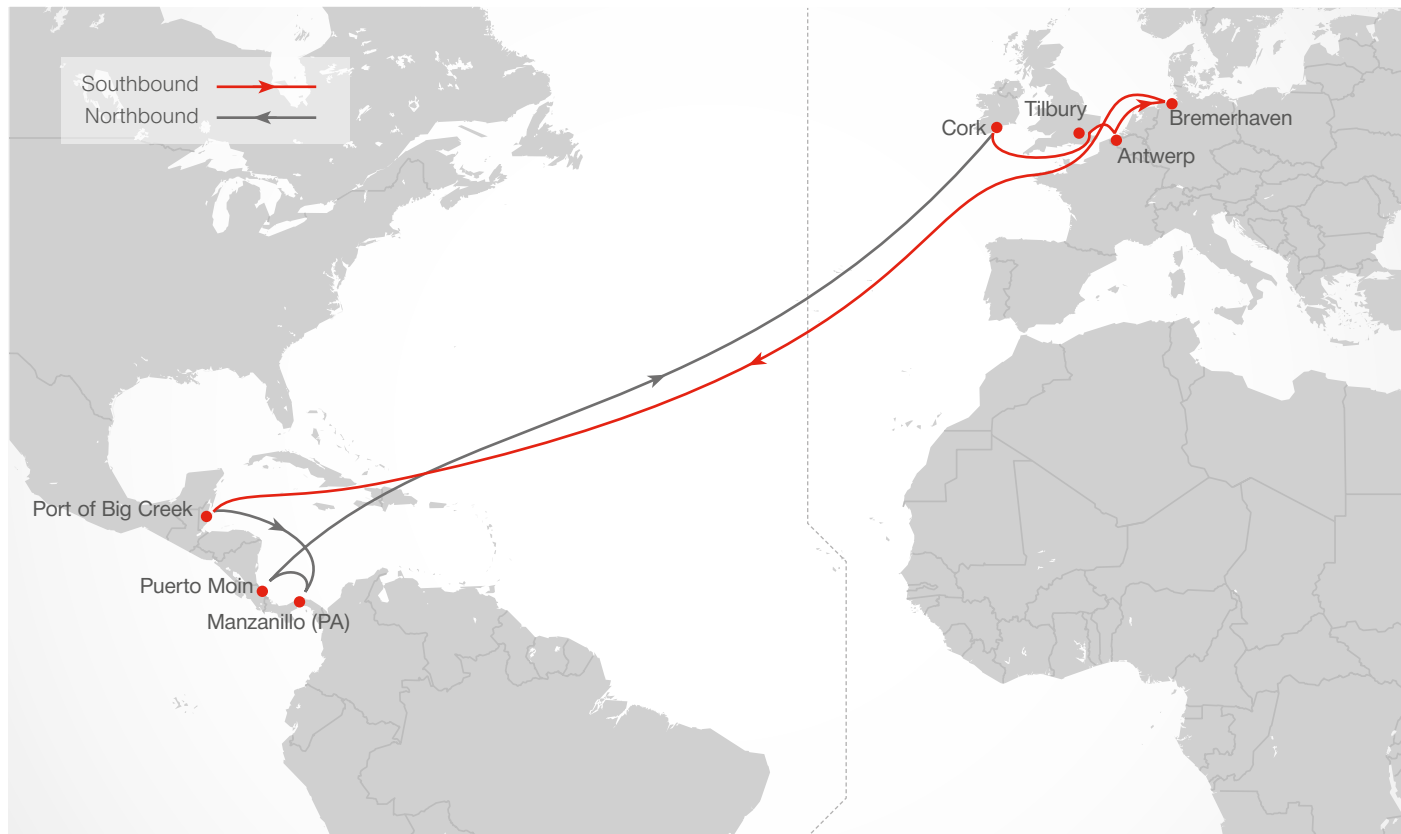 Southbound
Northbound
Tilbury
Cork
Bremerhaven
Antwerp
Port of Big Creek
Puerto Moin
Manzanillo (PA)